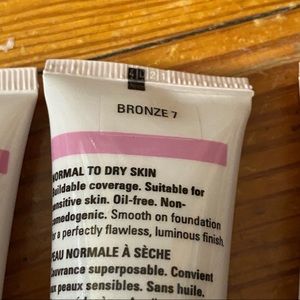 BRONZE 7
NORMAL TO DRY SKIN
Buildable coverage. Suitable for
sensitive skin. Oil-free. Non-
comedogenic. Smooth on foundation
for a perfectly flawless, luminous finish.
PEAU NORMALE À SÈCHE
Couvrance superposable. Convient
aux peaux sensibles. Sans huile.